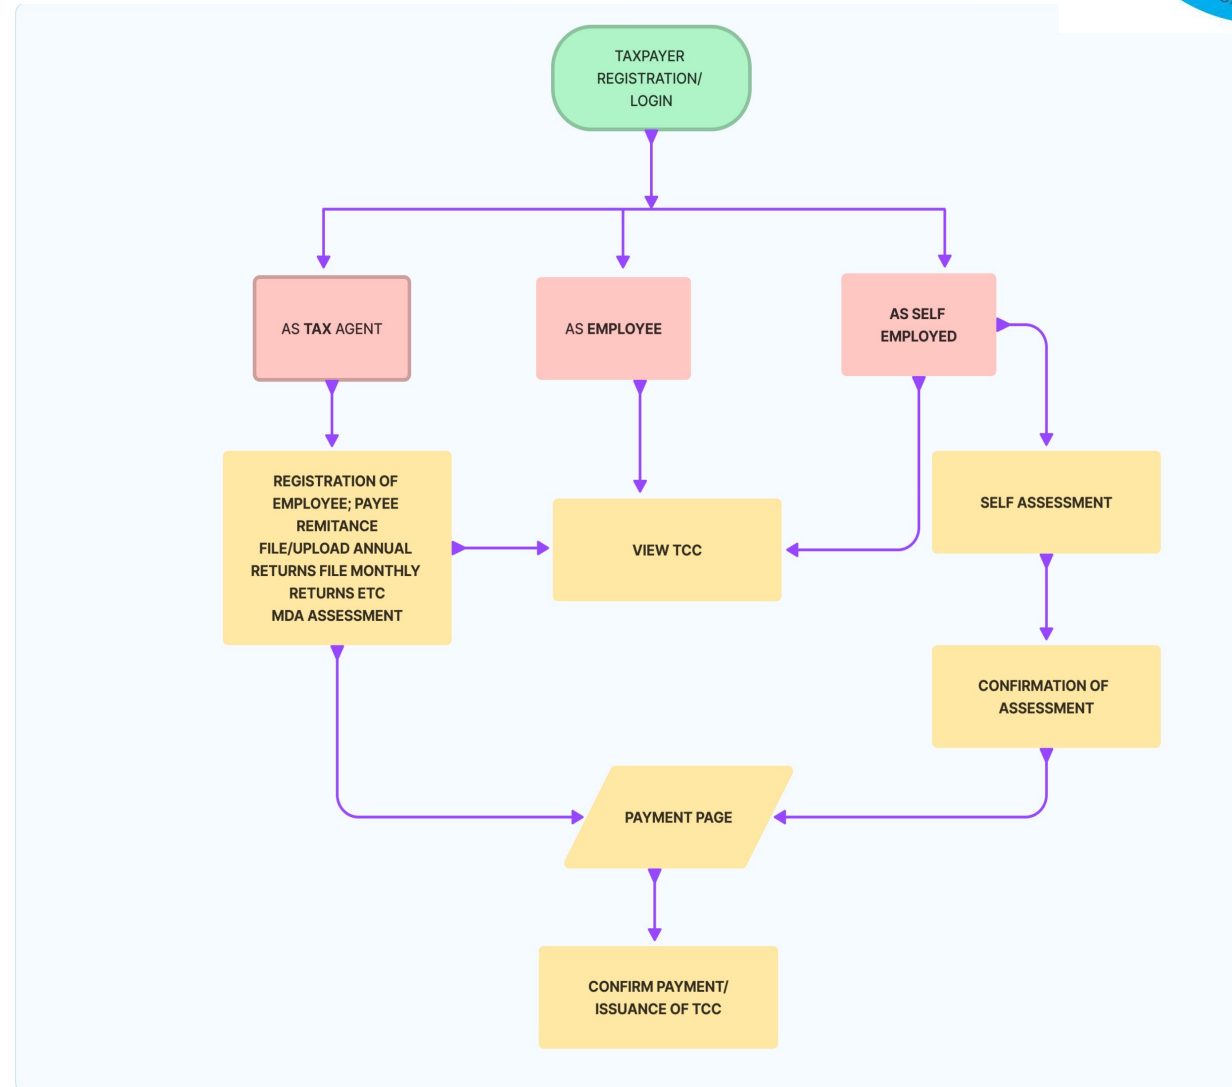 TAXPAYER
REGISTRATION/
LOGIN
AS TAX AGENT
AS EMPLOYEE
AS SELF
EMPLOYED
REGISTRATION OF
EMPLOYEE; PAYEE
REMITANCE
FILE/UPLOAD ANNUAL
RETURNS FILE MONTHLY
RETURNS ETC
MDA ASSESSMENT
VIEW TCC
SELF ASSESSMENT
CONFIRMATION OF
ASSESSMENT
PAYMENT PAGE
CONFIRM PAYMENT/
ISSUANCE OF TCC